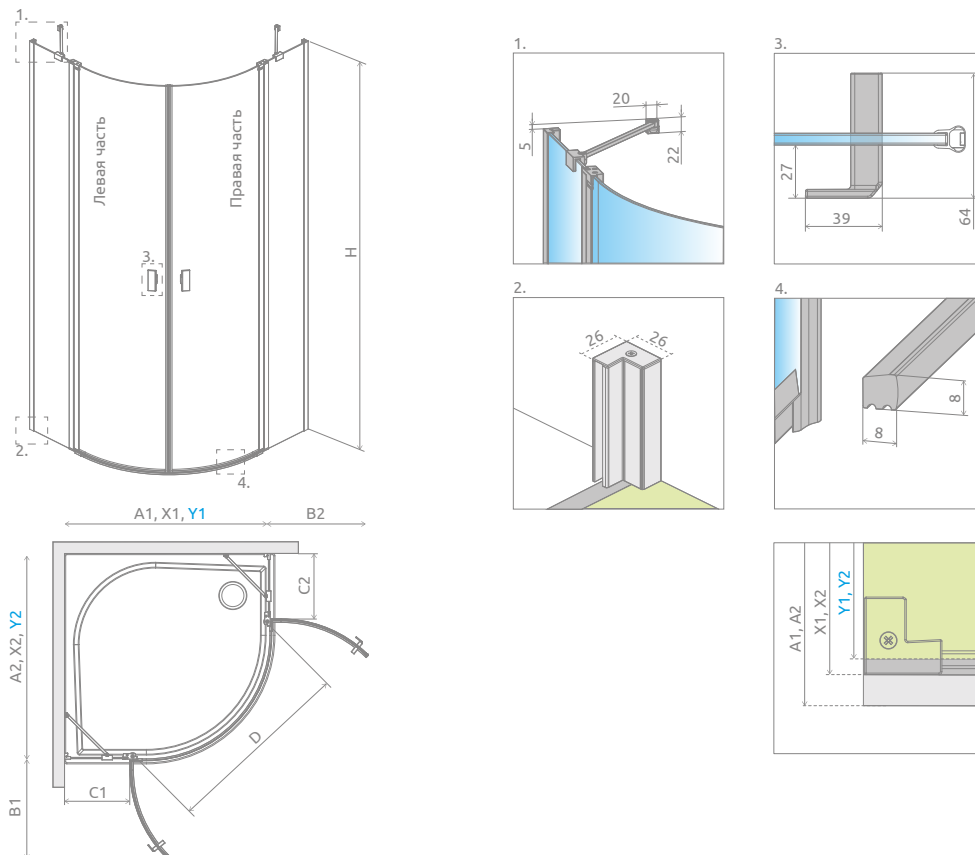 1.
Левая часть
Правая часть
H
3.
2.
4.
1.
20
5
22
3.
27
39
64
2.
26
26
4.
8
8
A1, X1, Y1
B2
C2
A2, X2, Y2
D
C1
B1
A1, A2
X1, X2
Y1, Y2